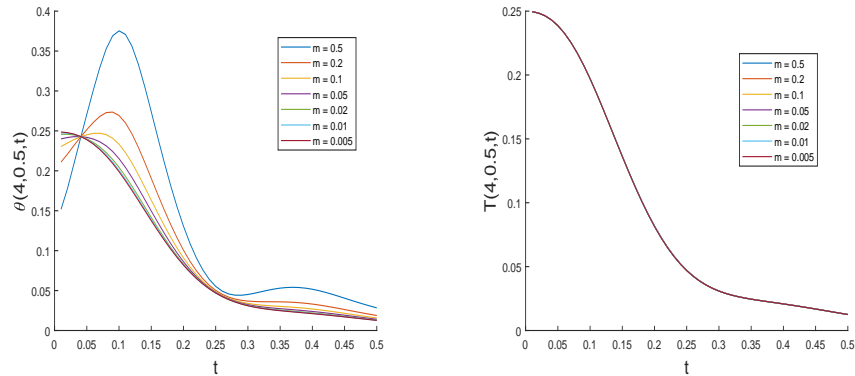 0.4
0.35
0.3
0.25
0.2
0.15
0.1
0.05
0
θ(4,0.5,t)
0 0.05 0.1 0.15 0.2 0.25 0.3 0.35 0.4 0.45 0.5
t
m = 0.5
m = 0.2
m = 0.1
m = 0.05
m = 0.02
m = 0.01
m = 0.005
0.25
0.2
0.15
0.1
0.05
0
T(4,0.5,t)
0 0.05 0.1 0.15 0.2 0.25 0.3 0.35 0.4 0.45 0.5
t
m = 0.5
m = 0.2
m = 0.1
m = 0.05
m = 0.02
m = 0.01
m = 0.005